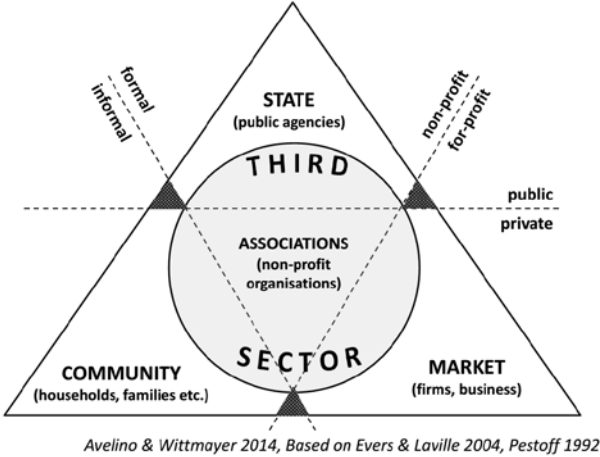 formal
informal
STATE
(public agencies)
non-profit
for-profit
THIRD
public
private
ASSOCIATIONS
(non-profit
organisations)
SECTOR
COMMUNITY
(households, families etc.)
MARKET
(firms, business)
Avelino & Wittmayer 2014, Based on Evers & Laville 2004, Pestoff 1992